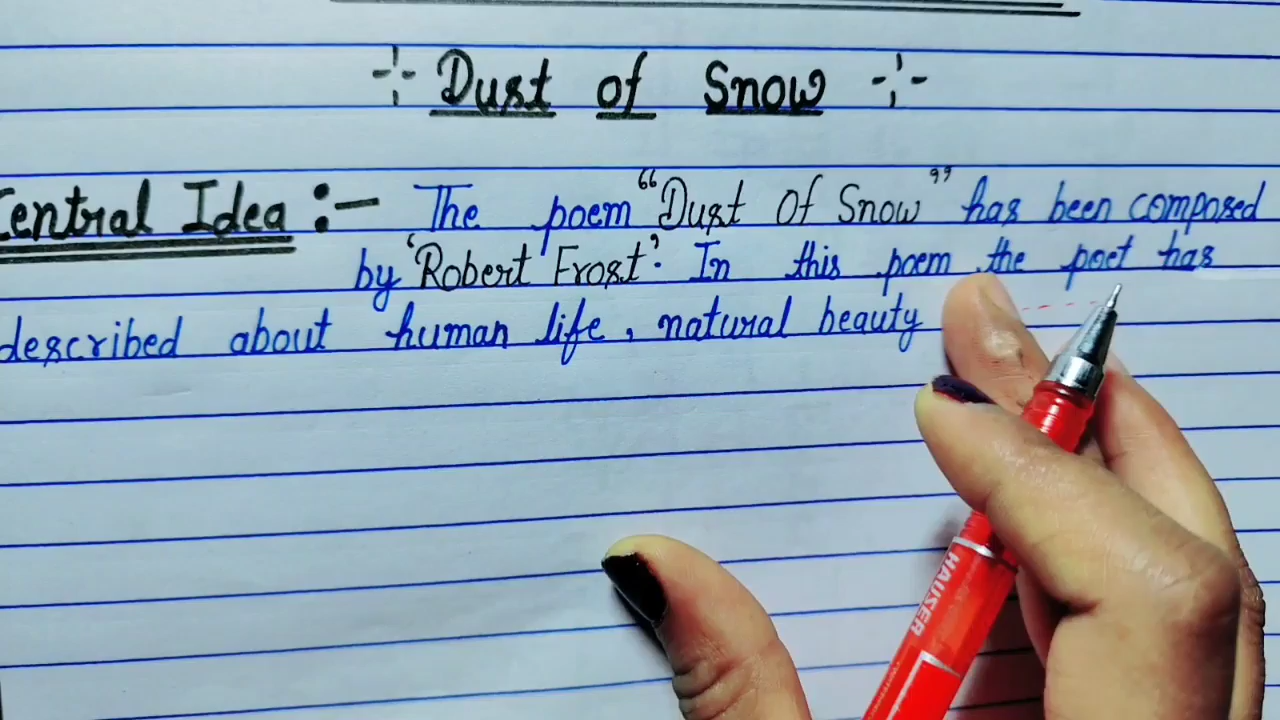 Dust of Snow
Central Idea :- The poem “Dust Of Snow” has been composed
by ‘Robert Frost’. In this poem the poet has
described about human life, natural beauty
HAUSER